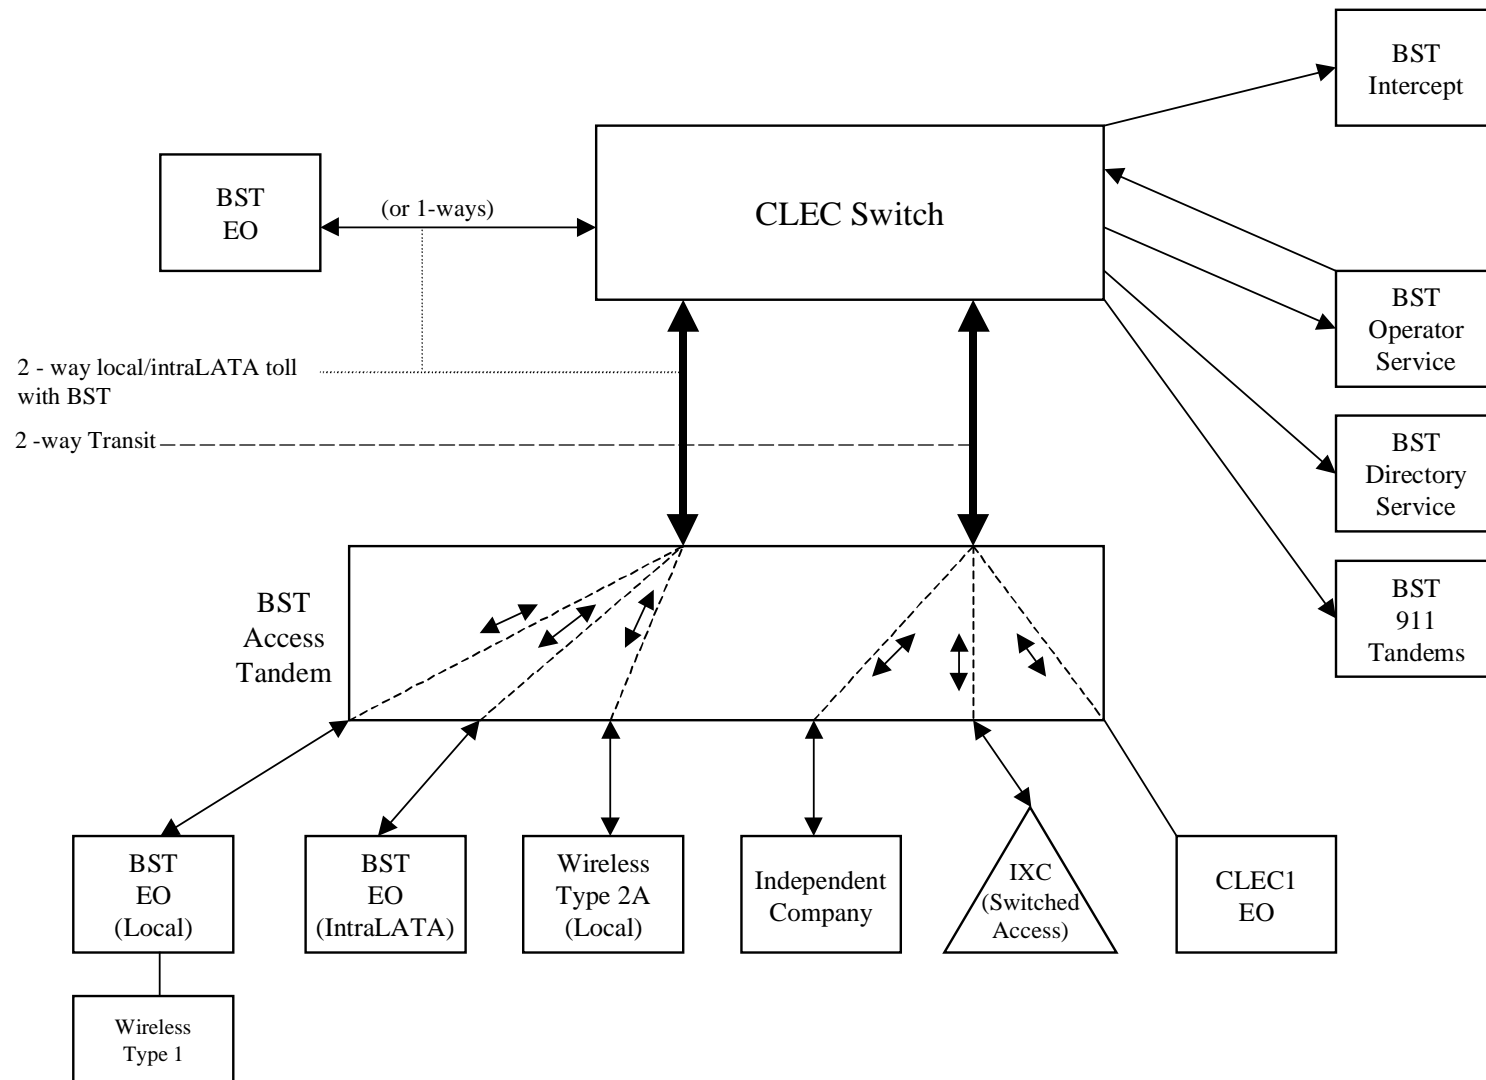 BST
Intercept
BST
EO
(or 1-ways)
CLEC Switch
BST
Operator
Service
2 - way local/intraLATA toll
with BST
2 -way Transit
BST
Directory
Service
BST
911
Tandems
BST
Access
Tandem
BST
EO
(Local)
BST
EO
(IntraLATA)
Wireless
Type 2A
(Local)
Independent
Company
IXC
(Switched
Access)
CLEC1
EO
Wireless
Type 1